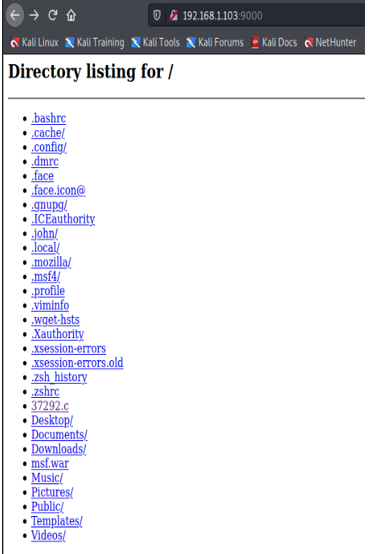 192.168.1.103:9000
Kali Linux Kali Training Kali Tools Kali Forums Kali Docs NetHunter
Directory listing for /
.bashrc
.cache/
.config/
.dmrc
.face
.face.icon@
.gnupg/
.ICEauthority
.john/
.local/
.mozilla/
.msf4/
.profile
.viminfo
.wget-hsts
.Xauthority
.xsession-errors
.xsession-errors.old
.zsh_history
.zshrc
37292.c
Desktop/
Documents/
Downloads/
msf.war
Music/
Pictures/
Public/
Templates/
Videos/